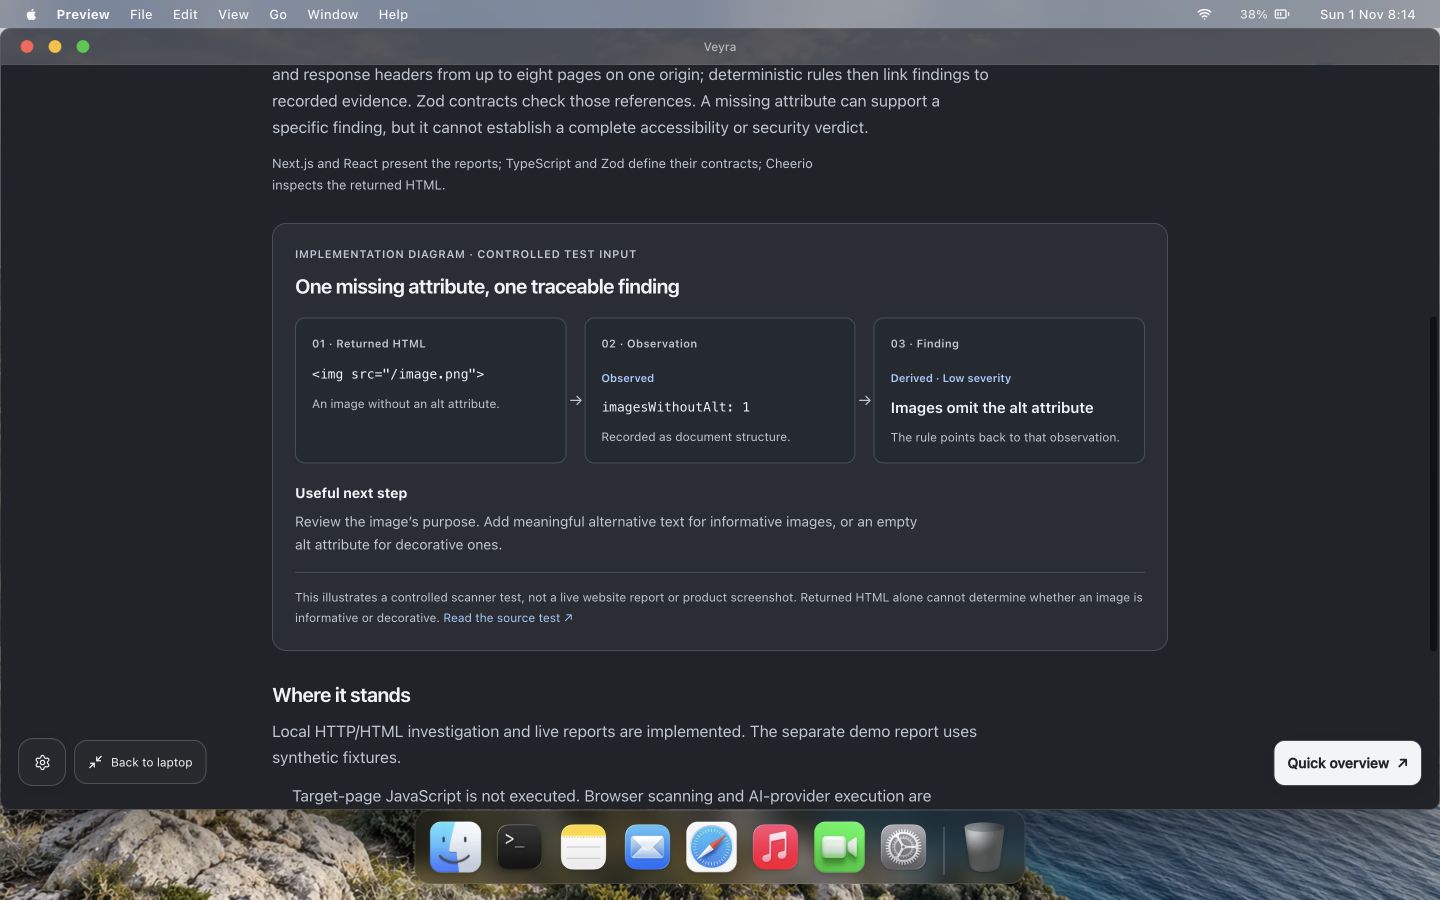 Preview File Edit View Go Window Help 38% Sun 1 Nov 8:14
Veyra
and response headers from up to eight pages on one origin; deterministic rules then link findings to
recorded evidence. Zod contracts check those references. A missing attribute can support a
specific finding, but it cannot establish a complete accessibility or security verdict.
Next.js and React present the reports; TypeScript and Zod define their contracts; Cheerio
inspects the returned HTML.
IMPLEMENTATION DIAGRAM · CONTROLLED TEST INPUT
One missing attribute, one traceable finding
01 · Returned HTML
<img src="/image.png">
An image without an alt attribute.
→
02 · Observation
Observed
imagesWithoutAlt: 1
Recorded as document structure.
→
03 · Finding
Derived · Low severity
Images omit the alt attribute
The rule points back to that observation.
Useful next step
Review the image's purpose. Add meaningful alternative text for informative images, or an empty
alt attribute for decorative ones.
This illustrates a controlled scanner test, not a live website report or product screenshot. Returned HTML alone cannot determine whether an image is
informative or decorative. Read the source test ↗
Where it stands
Local HTTP/HTML investigation and live reports are implemented. The separate demo report uses
synthetic fixtures.
Target-page JavaScript is not executed. Browser scanning and AI-provider execution are
Back to laptop
Quick overview ↗
>_